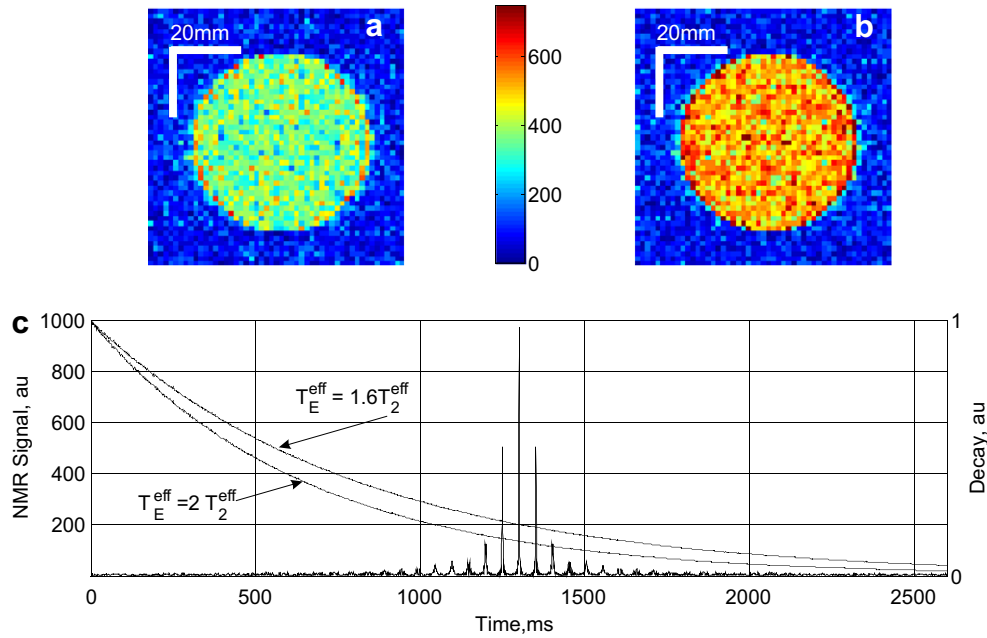 a
20mm
600
400
200
0
b
20mm
c
1000
800
600
400
200
0
NMR Signal, au
T_E^eff = 1.6T_2^eff
T_E^eff =2 T_2^eff
1
0
Decay, au
0 500 1000 1500 2000 2500
Time,ms